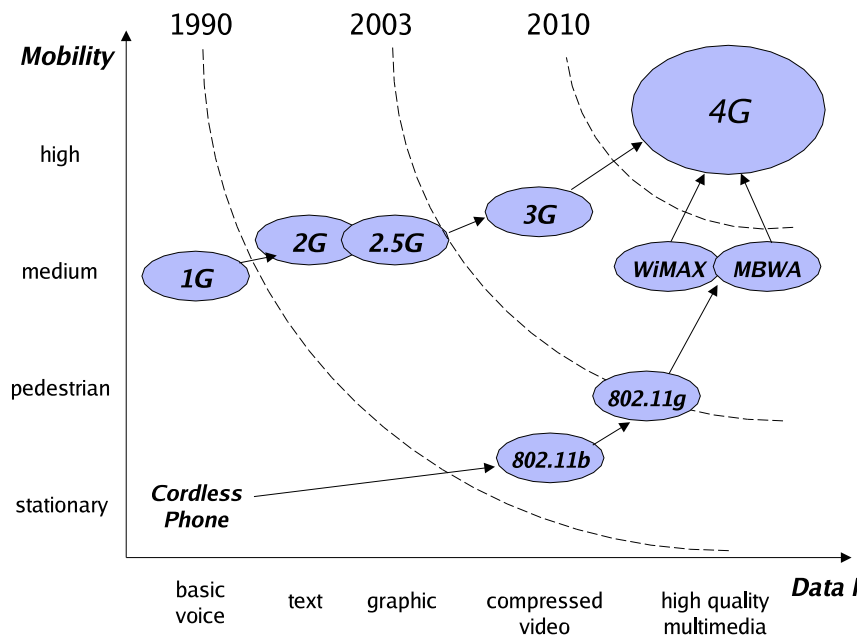 1990
2003
2010
Mobility
4G
high
3G
2G
2.5G
medium
1G
WiMAX
MBWA
pedestrian
802.11g
802.11b
stationary
Cordless
Phone
Data
basic
voice
text
graphic
compressed
video
high quality
multimedia